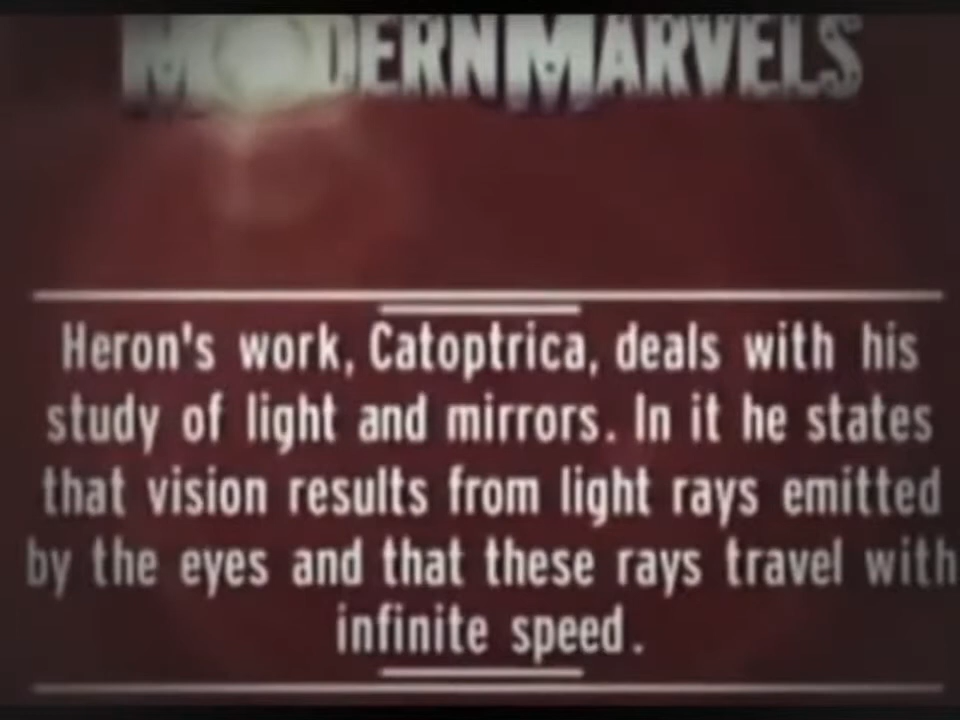 MODERN MARVELS
Heron's work, Catoptrica, deals with his
study of light and mirrors. In it he states
that vision results from light rays emitted
by the eyes and that these rays travel with
infinite speed.